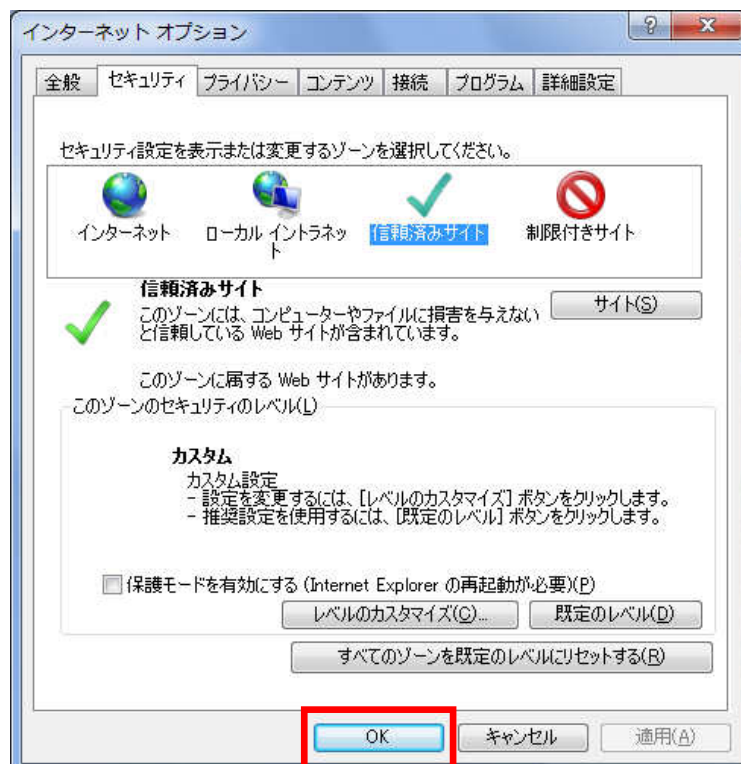 インターネット オプション
?
X
全般 セキュリティ プライバシー コンテンツ 接続 プログラム 詳細設定
セキュリティ設定を表示または変更するゾーンを選択してください。
インターネット ローカル イントラネッ
ト 信頼済みサイト 制限付きサイト
信頼済みサイト
このゾーンには、コンピューターやファイルに損害を与えない
と信頼している Web サイトが含まれています。
サイト(S)
このゾーンに属する Web サイトがあります。
このゾーンのセキュリティのレベル(L)
カスタム
カスタム設定
- 設定を変更するには、[レベルのカスタマイズ] ボタンをクリックします。
- 推奨設定を使用するには、[既定のレベル] ボタンをクリックします。
保護モードを有効にする (Internet Explorer の再起動が必要)(P)
レベルのカスタマイズ(C)... 既定のレベル(D)
すべてのゾーンを既定のレベルにリセットする(R)
OK キャンセル 適用(A)